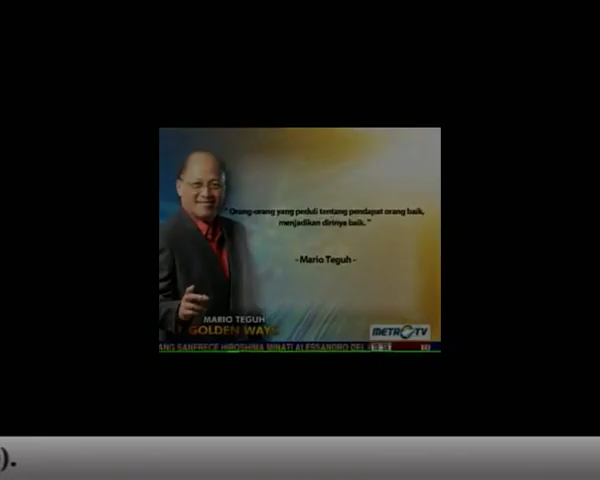 " Orang-orang yang peduli tentang pendapat orang baik,
menjadikan dirinya baik. "
- Mario Teguh -
MARIO TEGUH
GOLDEN WAYS
METRO TV
ANG SANFRECE HIROSHIMA MINATI ALESSANDRO DEL
).